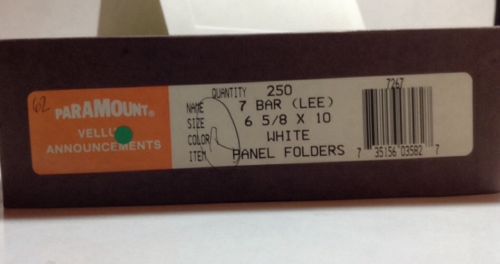 62
PARAMOUNT®
VELLUM
ANNOUNCEMENTS
QUANTITY 250
NAME 7 BAR (LEE)
SIZE 6 5/8 X 10
COLOR WHITE
ITEM PANEL FOLDERS
7267
7 35156 03582 7